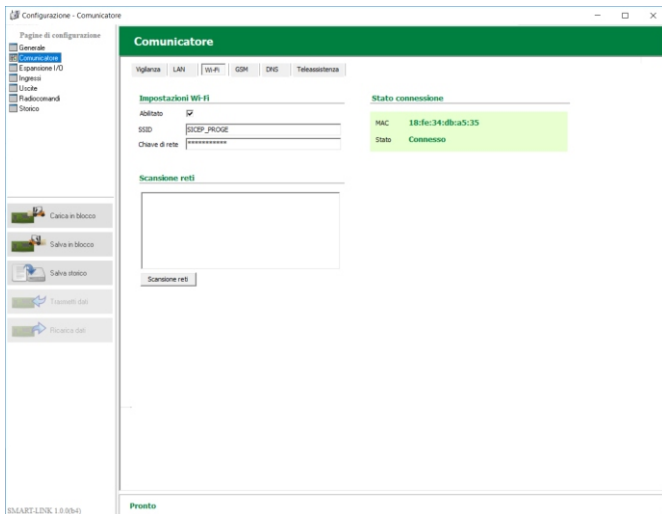 Configurazione - Comunicatore
Pagine di configurazione
Generale
Comunicatore
Espansione I/O
Ingressi
Uscite
Radiocomandi
Storico
Carica in blocco
Salva in blocco
Salva storico
Trasmetti dati
Ricarica dati
SMART-LINK 1.0.0(b4)
Comunicatore
Vigilanza LAN Wi-Fi GSM DNS Teleassistenza
Impostazioni Wi-Fi
Abilitato
SSID SICEP_PROGE
Chiave di rete ***********
Scansione reti
Scansione reti
Stato connessione
MAC 18:fe:34:db:a5:35
Stato Connesso
Pronto